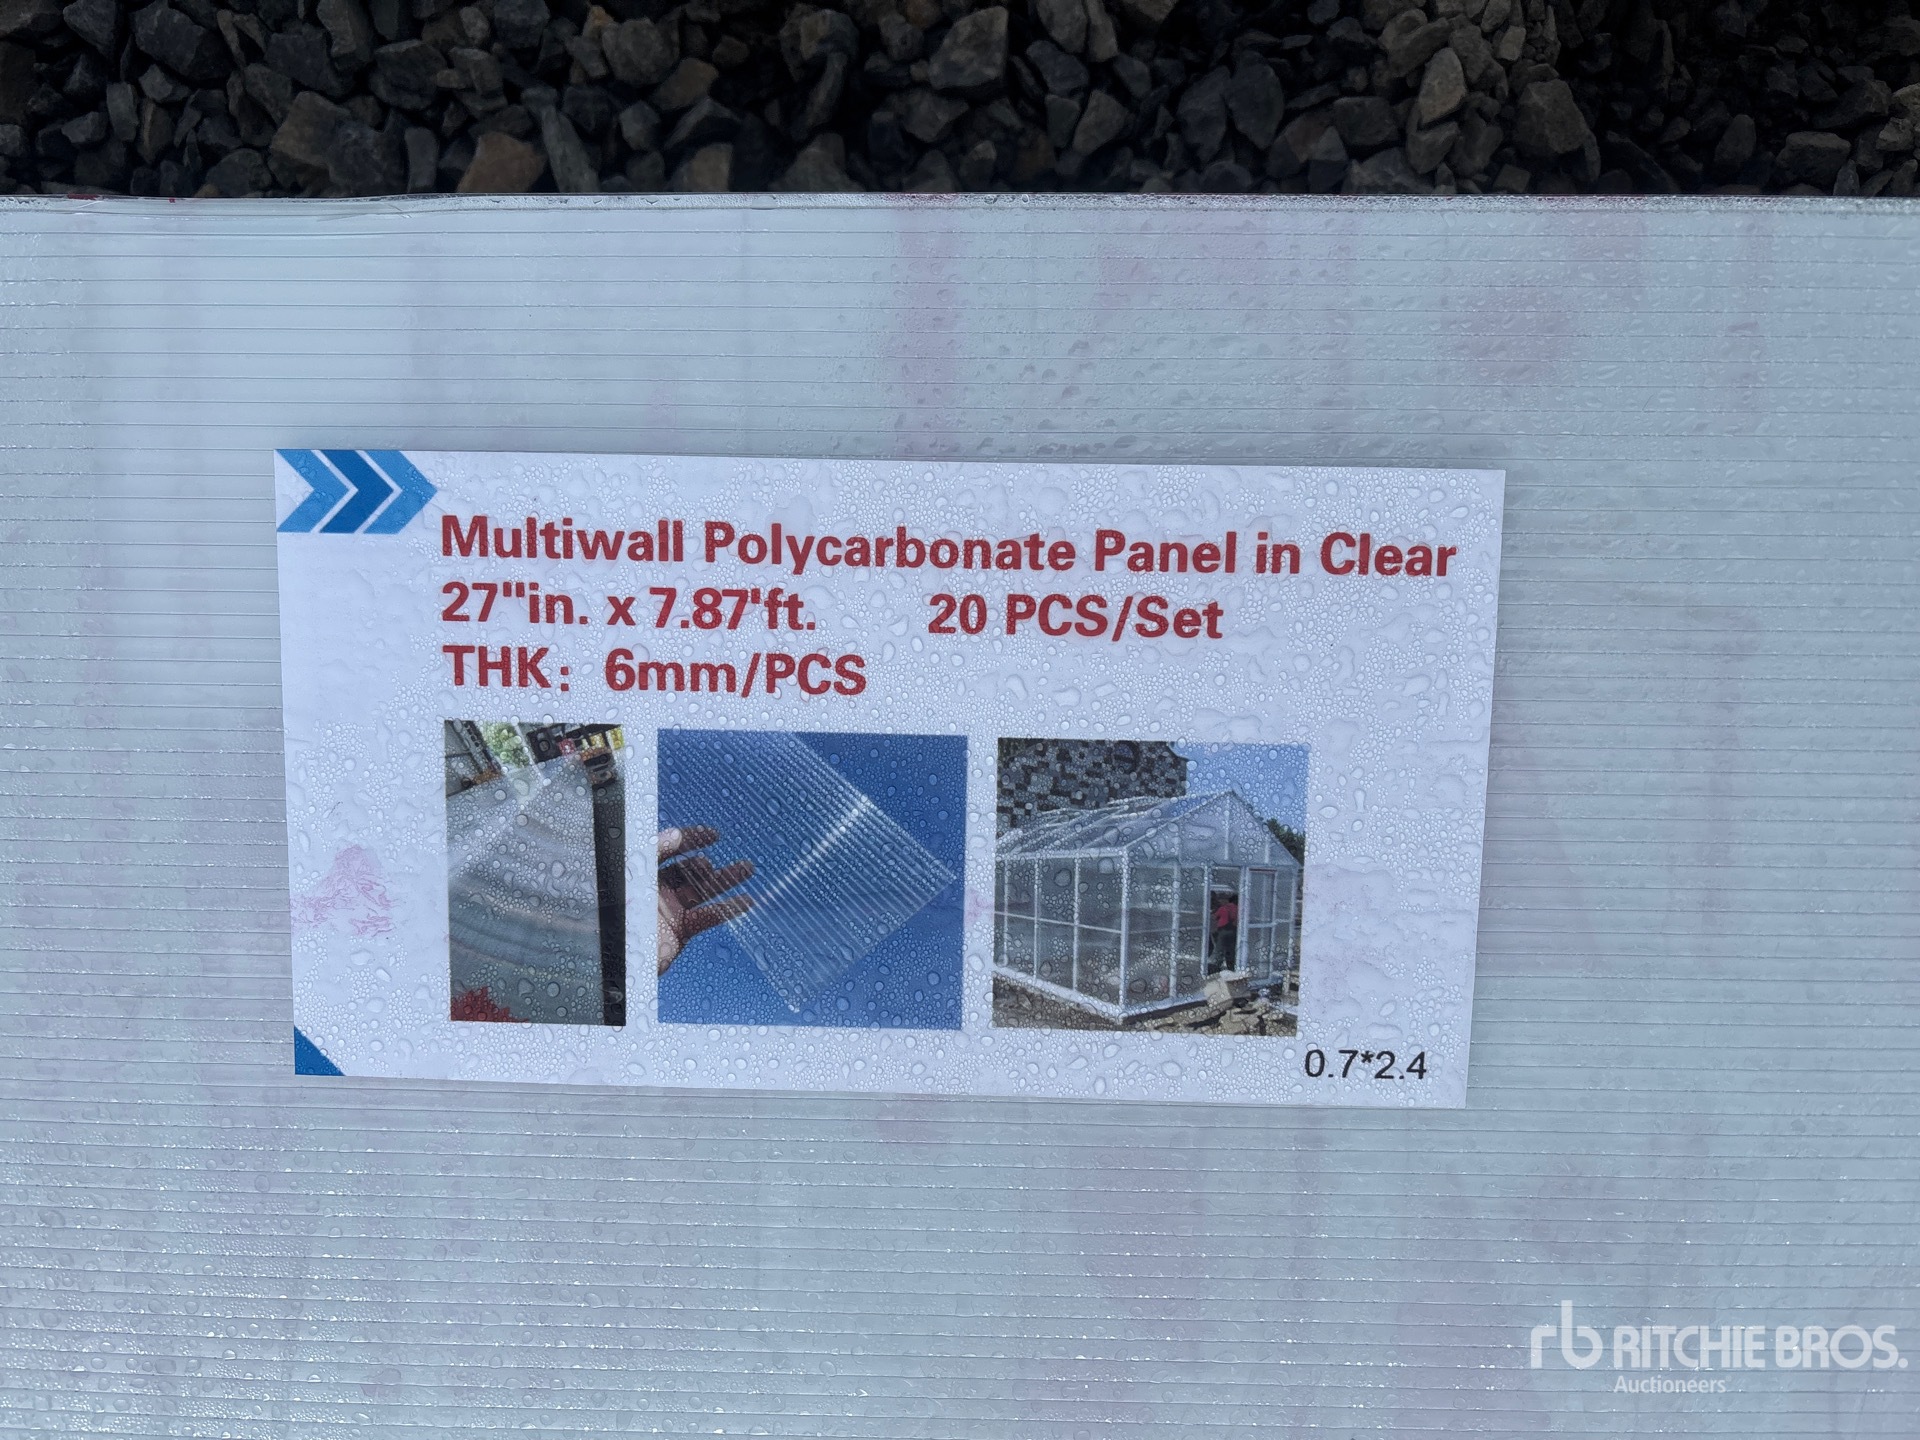 Multiwall Polycarbonate Panel in Clear
27"in. x 7.87'ft. 20 PCS/Set
THK: 6mm/PCS
0.7*2.4
rb RITCHIE BROS.
Auctioneers